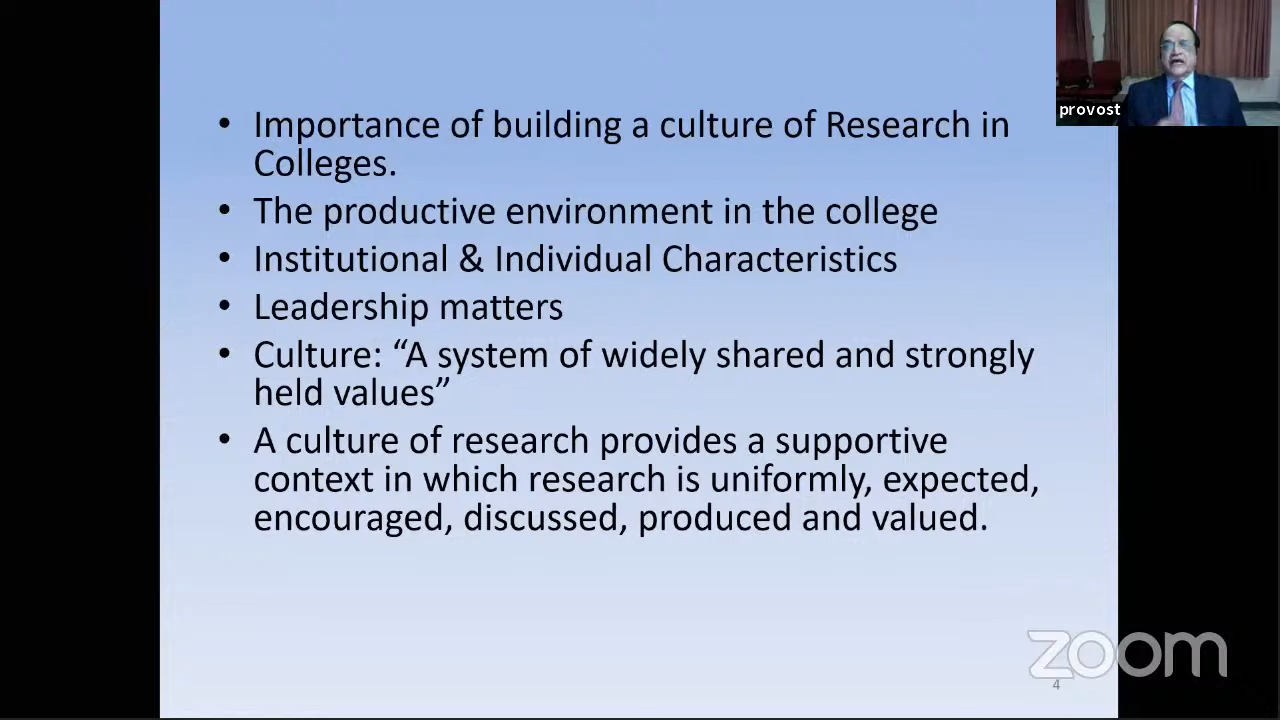 • Importance of building a culture of Research in
Colleges.
• The productive environment in the college
• Institutional & Individual Characteristics
• Leadership matters
• Culture: “A system of widely shared and strongly
held values”
• A culture of research provides a supportive
context in which research is uniformly, expected,
encouraged, discussed, produced and valued.
provost
zoom
4